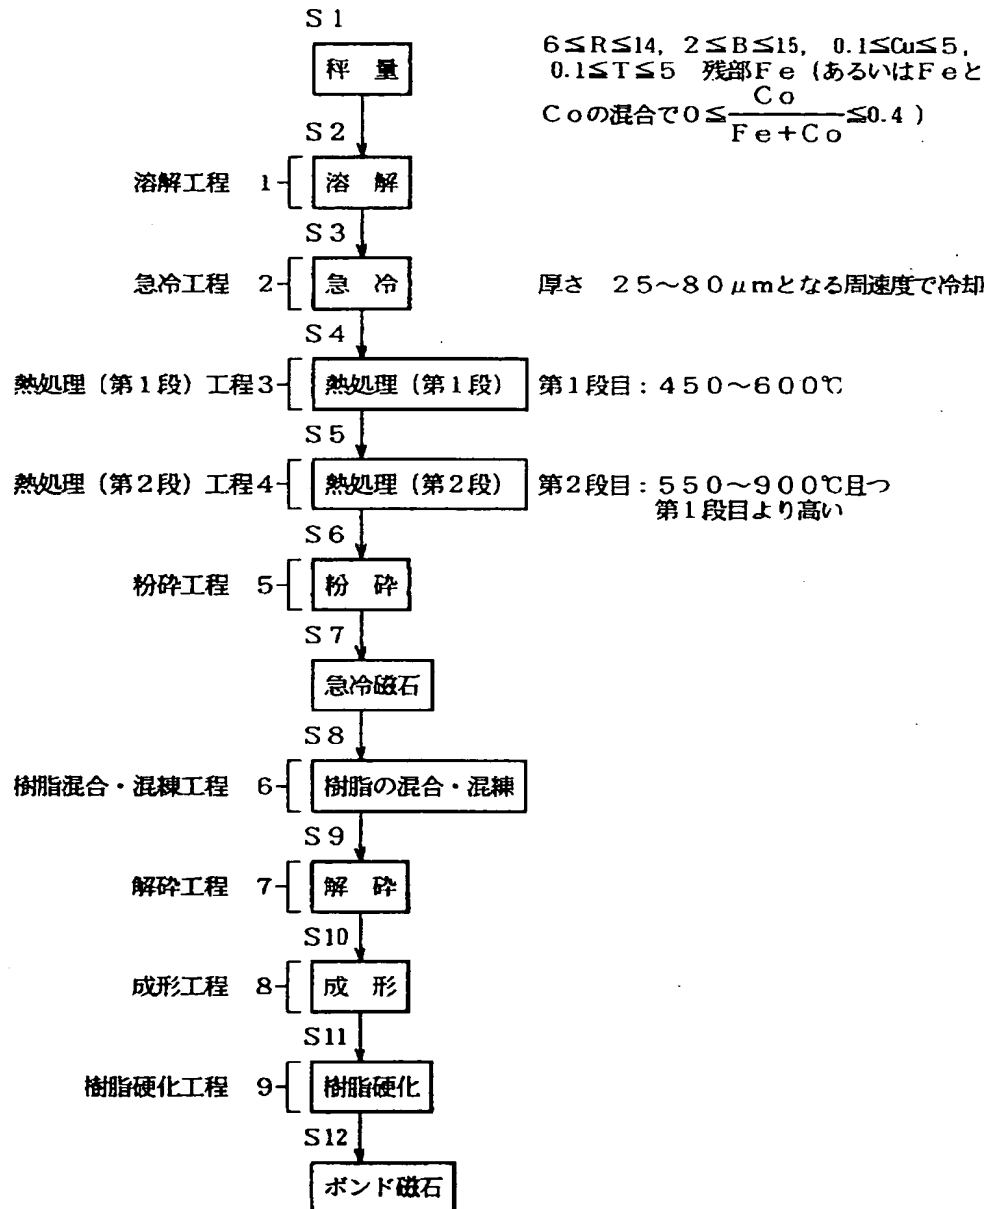 S1
秤 量
6≦R≦14, 2≦B≦15, 0.1≦Cu≦5,
0.1≦T≦5 残部Fe (あるいはFeと
Coの混合で0≦Co/Fe+Co≦0.4 )
S2
溶解工程 1
溶 解
S3
急冷工程 2
急 冷
厚さ 25~80μmとなる周速度で冷却
S4
熱処理 (第1段) 工程3
熱処理 (第1段)
第1段目:450~600℃
S5
熱処理 (第2段) 工程4
熱処理 (第2段)
第2段目:550~900℃且つ
第1段目より高い
S6
粉砕工程 5
粉 砕
S7
急冷磁石
S8
樹脂混合・混練工程 6
樹脂の混合・混練
S9
解砕工程 7
解 砕
S10
成形工程 8
成 形
S11
樹脂硬化工程 9
樹脂硬化
S12
ボンド磁石